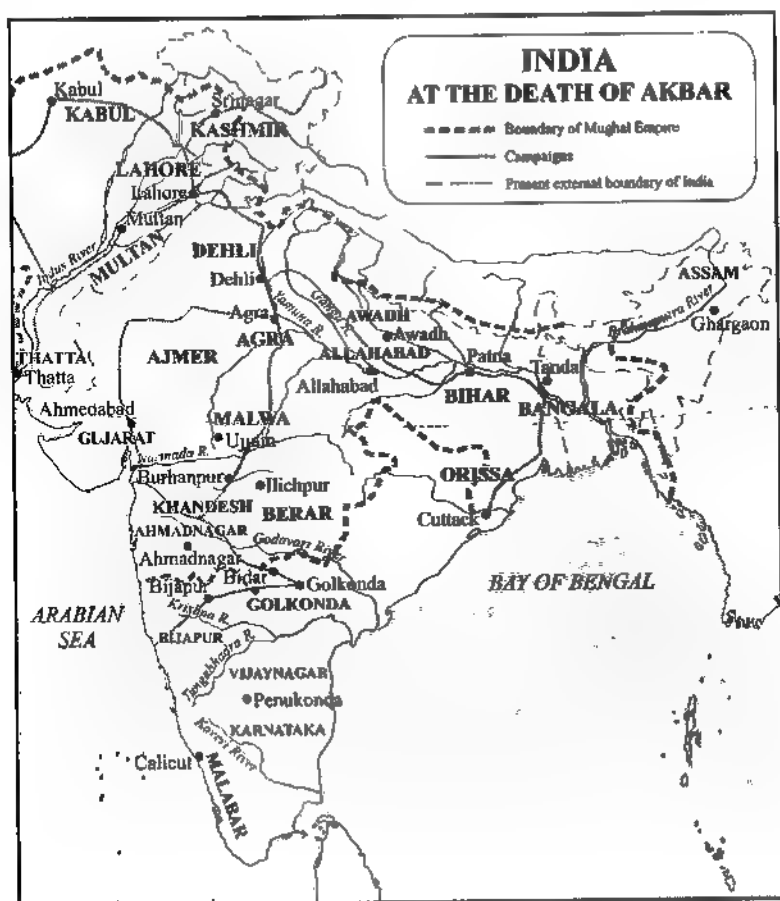 INDIA
AT THE DEATH OF AKBAR
Boundary of Mughal Empire
Campaigns
Present external boundary of India
Kabul
KABUL
Srinagar
KASHMIR
LAHORE
Lahore
Multan
MULTAN
Indus River
DEHLI
Dehli
ASSAM
Brahmaputra River
Ghargaon
Yamuna R.
Ganga R.
AWADH
Awadh
Agra
AGRA
AJMER
ALLAHABAD
Allahabad
Patna
BIHAR
Tanda
BANGALA
THATTA
Thatta
Ahmedabad
GUJARAT
MALWA
Ujjain
Narmada R.
Burhanpur
Ilichpur
ORISSA
Cuttack
KHANDESH
BERAR
AHMADNAGAR
Ahmadnagar
Godavari River
Bidar
Bijapur
Golkonda
GOLKONDA
BAY OF BENGAL
ARABIAN
SEA
Krishna R.
BIJAPUR
Tungabhadra R.
VIJAYNAGAR
Penukonda
KARNATAKA
Kaveri River
Calicut
MALABAR